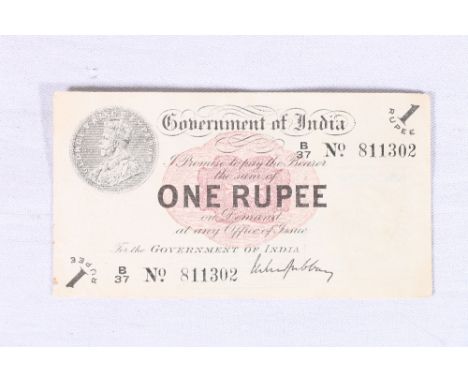 Government of India
1 RUPEE
B/37 No. 811302
I Promise to pay the Bearer
the sum of
ONE RUPEE
on Demand
at any Office of Issue
For the GOVERNMENT OF INDIA
1 RUPEE
B/37 No. 811302